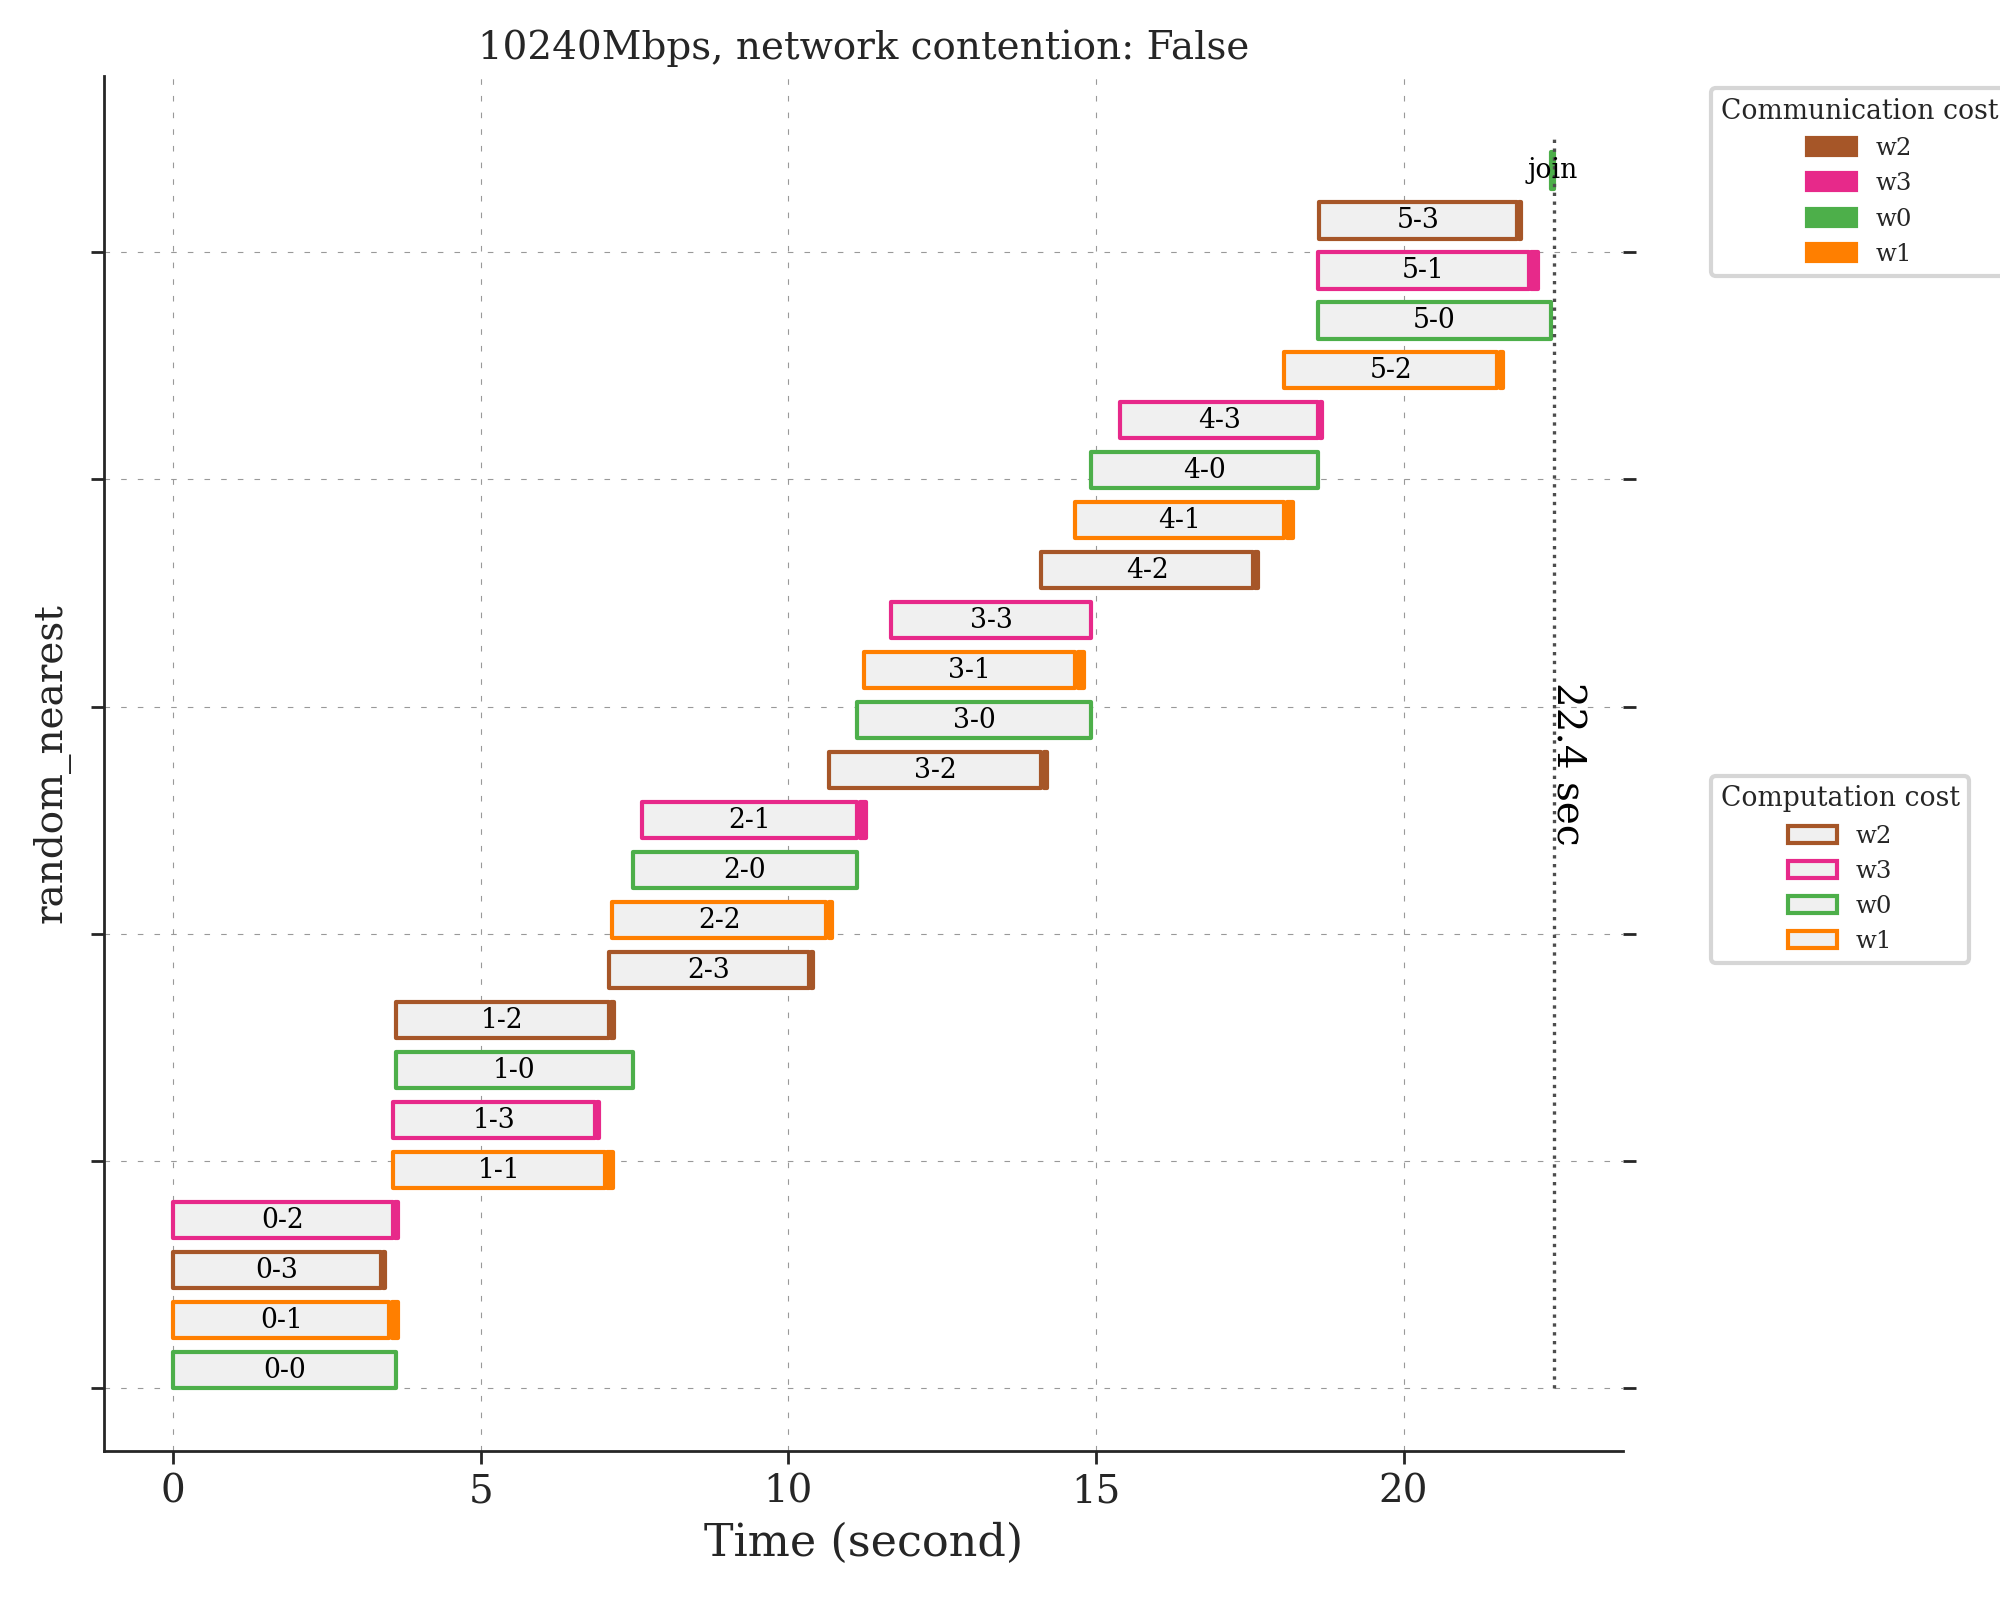 10240Mbps, network contention: False
Communication cost
w2
w3
w0
w1
join
5-3
5-1
5-0
5-2
4-3
4-0
4-1
4-2
3-3
3-1
3-0
3-2
2-1
2-0
2-2
2-3
1-2
1-0
1-3
1-1
0-2
0-3
0-1
0-0
22.4 sec
Computation cost
w2
w3
w0
w1
random_nearest
0
5
10
15
20
Time (second)